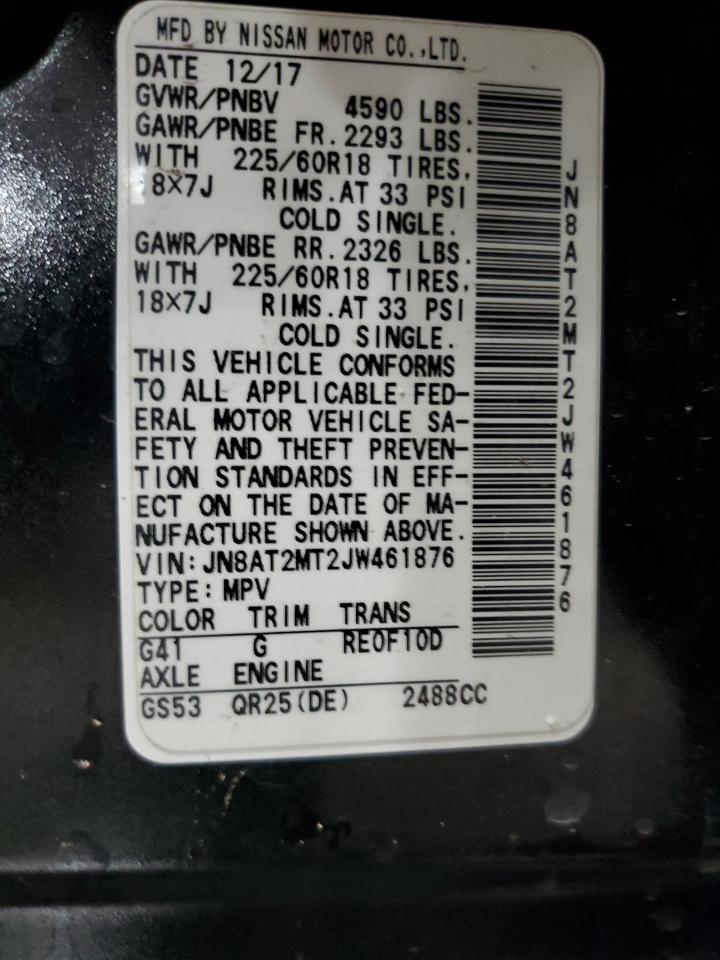 MFD BY NISSAN MOTOR CO.,LTD.
DATE 12/17
GVWR/PNBV 4590 LBS.
GAWR/PNBE FR.2293 LBS.
WITH 225/60R18 TIRES,
18X7J RIMS.AT 33 PSI
COLD SINGLE.
GAWR/PNBE RR.2326 LBS.
WITH 225/60R18 TIRES,
18X7J RIMS.AT 33 PSI
COLD SINGLE.
THIS VEHICLE CONFORMS
TO ALL APPLICABLE FED-
ERAL MOTOR VEHICLE SA-
FETY AND THEFT PREVEN-
TION STANDARDS IN EFF-
ECT ON THE DATE OF MA-
NUFACTURE SHOWN ABOVE.
VIN:JN8AT2MT2JW461876
TYPE:MPV
COLOR TRIM TRANS
G41 G RE0F10D
AXLE ENGINE
GS53 QR25(DE) 2488CC
JN8AT2MT2JW461876